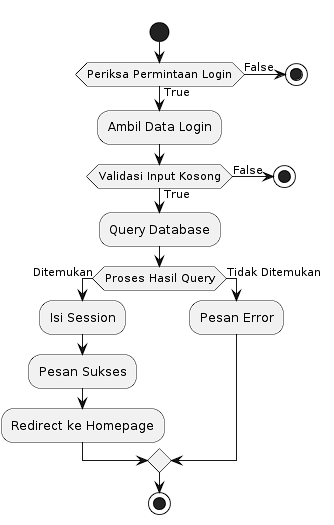 Periksa Permintaan Login
False
True
Ambil Data Login
Validasi Input Kosong
False
True
Query Database
Ditemukan
Proses Hasil Query
Tidak Ditemukan
Isi Session
Pesan Error
Pesan Sukses
Redirect ke Homepage